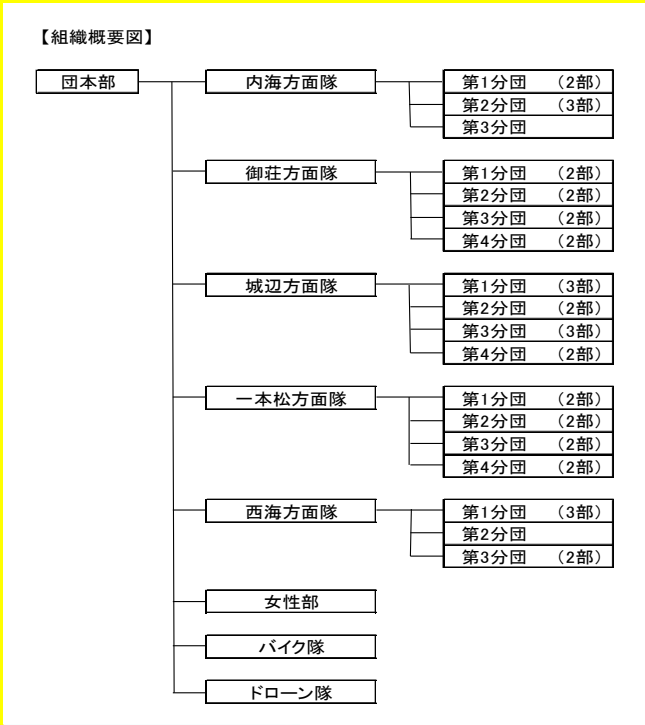 【組織概要図】
団本部 内海方面隊 第1分団 （2部）
第2分団 （3部）
第3分団
御荘方面隊 第1分団 （2部）
第2分団 （2部）
第3分団 （2部）
第4分団 （2部）
城辺方面隊 第1分団 （3部）
第2分団 （2部）
第3分団 （3部）
第4分団 （2部）
一本松方面隊 第1分団 （2部）
第2分団 （2部）
第3分団 （2部）
第4分団 （2部）
西海方面隊 第1分団 （3部）
第2分団
第3分団 （2部）
女性部
バイク隊
ドローン隊